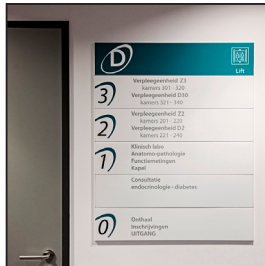 D
Lift
3)
Verpleegeenheid Z3
kamers 301 - 320
Verpleegeenheid D30
kamers 321 - 340
2)
Verpleegeenheid Z2
kamers 201 - 220
Verpleegeenheid D2
kamers 221 - 240
1)
Klinisch labo
Anatomo-pathologie
Functiemetingen
Kapel
Consultatie
endocrinologie - diabetes
0)
Onthaal
Inschrijvingen
UITGANG